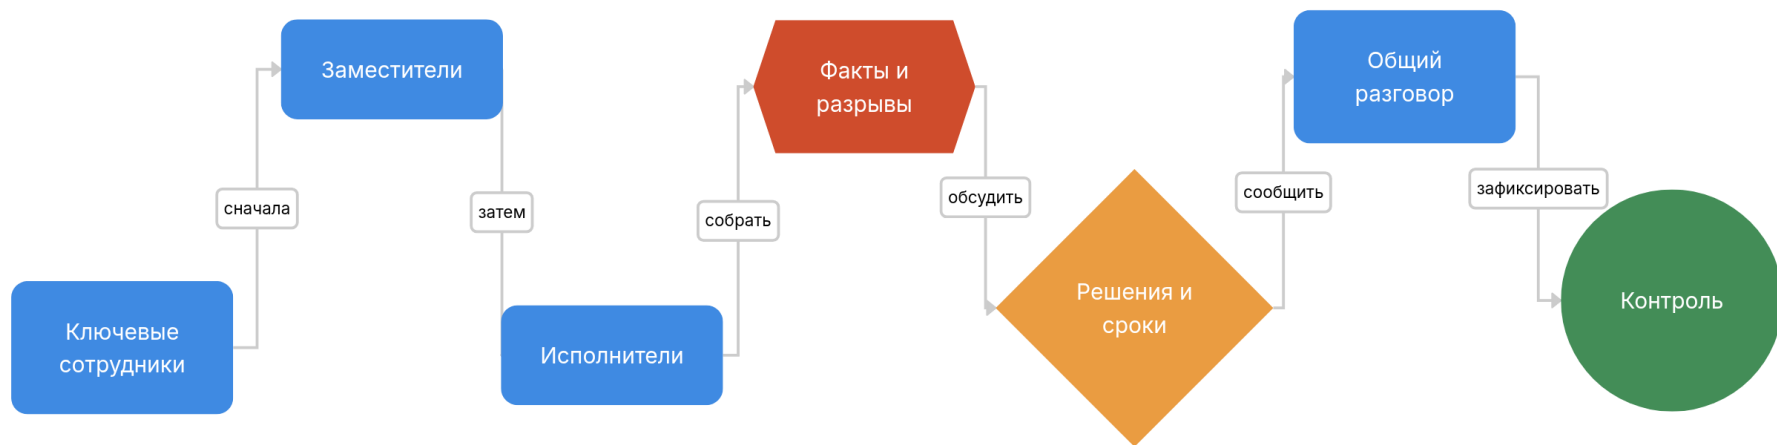 Ключевые
сотрудники
сначала
Заместители
затем
Исполнители
собрать
Факты и
разрывы
обсудить
Решения и
сроки
сообщить
Общий
разговор
зафиксировать
Контроль